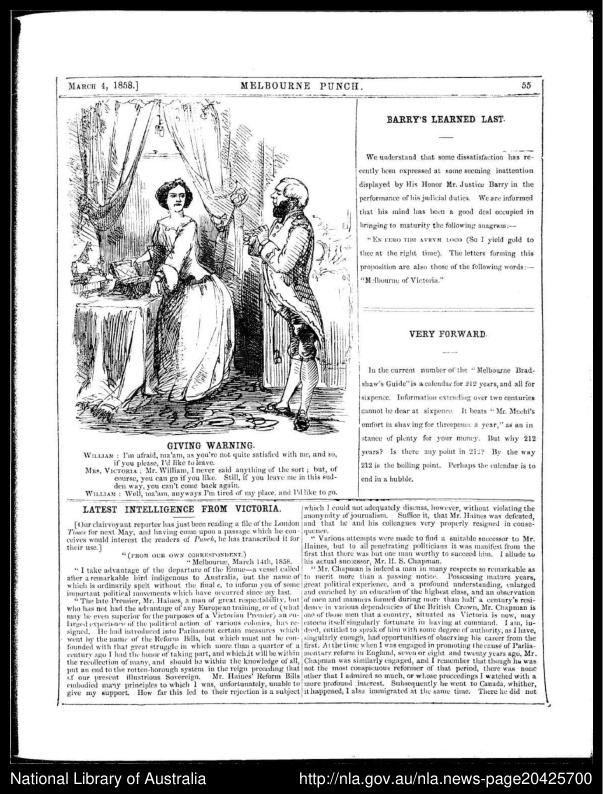 MARCH 4, 1858.] MELBOURNE PUNCH. 55
GIVING WARNING.
WILLIAM : I'm afraid, ma'am, as you're not quite satisfied with me, and so,
if you please, I'd like to leave.
MRS. VICTORIA : Mr. William, I never said anything of the sort ; but, of
course, you can go if you like. Still, if you leave me in this sud-
den way, you can't come back again.
WILLIAM : Well, ma'am, anyways I'm tired of my place, and I'd like to go.
BARRY'S LEARNED LAST.
We understand that some dissatisfaction has re-
cently been expressed at some seeming inattention
displayed by His Honor Mr. Justice Barry in the
performance of his judicial duties. We are informed
that his mind has been a good deal occupied in
bringing to maturity the following anagram:—
"EN CURO TIBI AURUM LOCO (So I yield gold to
thee at the right time). The letters forming this
proposition are also those of the following words:—
"Melbourne of Victoria."
VERY FORWARD.
In the current number of the "Melbourne Brad-
shaw's Guide" is a calendar for 212 years, and all for
sixpence. Information extending over two centuries
cannot be dear at sixpence. It beats "Mr. Mechi's
comfort in shaving for threepence a year," as an in
stance of plenty for your money. But why 212
years? Is there any point in 212? By the way
212 is the boiling point. Perhaps the calendar is to
end in a bubble.
LATEST INTELLIGENCE FROM VICTORIA.
[Our clairvoyant reporter has just been reading a file of the London
Times for next May, and having come upon a passage which he con-
ceives would interest the readers of Punch, he has transcribed it for
their use.]
"(FROM OUR OWN CORRESPONDENT.)
"Melbourne, March 14th, 1858.
"I take advantage of the departure of the Emue—a vessel called
after a remarkable bird indigenous to Australia, but the name of
which is ordinarily spelt without the final e, to inform you of some
important political movements which have occurred since my last.
"The late Premier, Mr. Haines, a man of great respectability, but
who has not had the advantage of any European training, or of (what
may be even superior for the purposes of a Victorian Premier) an en-
larged experience of the political action of various colonies, has re-
signed. He had introduced into Parliament certain measures which
went by the name of the Reform Bills, but which must not be con-
founded with that great struggle in which more than a quarter of a
century ago I had the honor of taking part, and which it will be within
the recollection of many, and should be within the knowledge of all,
put an end to the rotten-borough system in the reign preceding that
of our present illustrious Sovereign. Mr. Haines' Reform Bills
embodied many principles to which I was, unfortunately, unable to
give my support. How far this led to their rejection is a subject
which I could not adequately discuss, however, without violating the
anonymity of journalism. Suffice it, that Mr. Haines was defeated,
and that he and his colleagues very properly resigned in conse-
quence.
"Various attempts were made to find a suitable successor to Mr.
Haines, but to all penetrating politicians it was manifest from the
first that there was but one man worthy to succeed him. I allude to
his actual successor, Mr. H. S. Chapman.
"Mr. Chapman is indeed a man in many respects so remarkable as
to merit more than a passing notice. Possessing mature years,
great political experience, and a profound understanding, enlarged
and enriched by an education of the highest class, and an observation
of men and manners formed during more than half a century's resi-
dence in various dependencies of the British Crown, Mr. Chapman is
one of those men that a country, situated as Victoria is now, may
esteem itself singularly fortunate in having at command. I am, in-
deed, entitled to speak of him with some degree of authority, as I have,
singularly enough, had opportunities of observing his career from the
first. At the time when I was engaged in promoting the cause of Parlia-
mentary reform in England, seven or eight and twenty years ago, Mr.
Chapman was similarly engaged, and I remember that though he was
not the most conspicuous reformer of that period, there was none
other that I admired so much, or whose proceedings I watched with a
more profound interest. Subsequently he went to Canada, whither,
it happened, I also immigrated at the same time. There he did not
National Library of Australia http://nla.gov.au/nla.news-page20425700